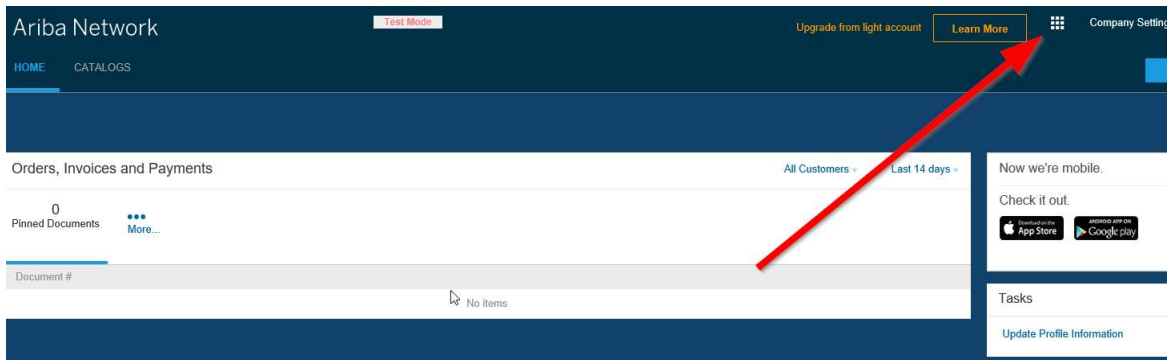 Ariba Network
Test Mode
Upgrade from light account
Learn More
Company Setting
HOME
CATALOGS
Orders, Invoices and Payments
All Customers
Last 14 days
0
Pinned Documents
More...
Document #
No items
Now we're mobile.
Check it out.
Download on the
App Store
ANDROID APP ON
Google play
Tasks
Update Profile Information